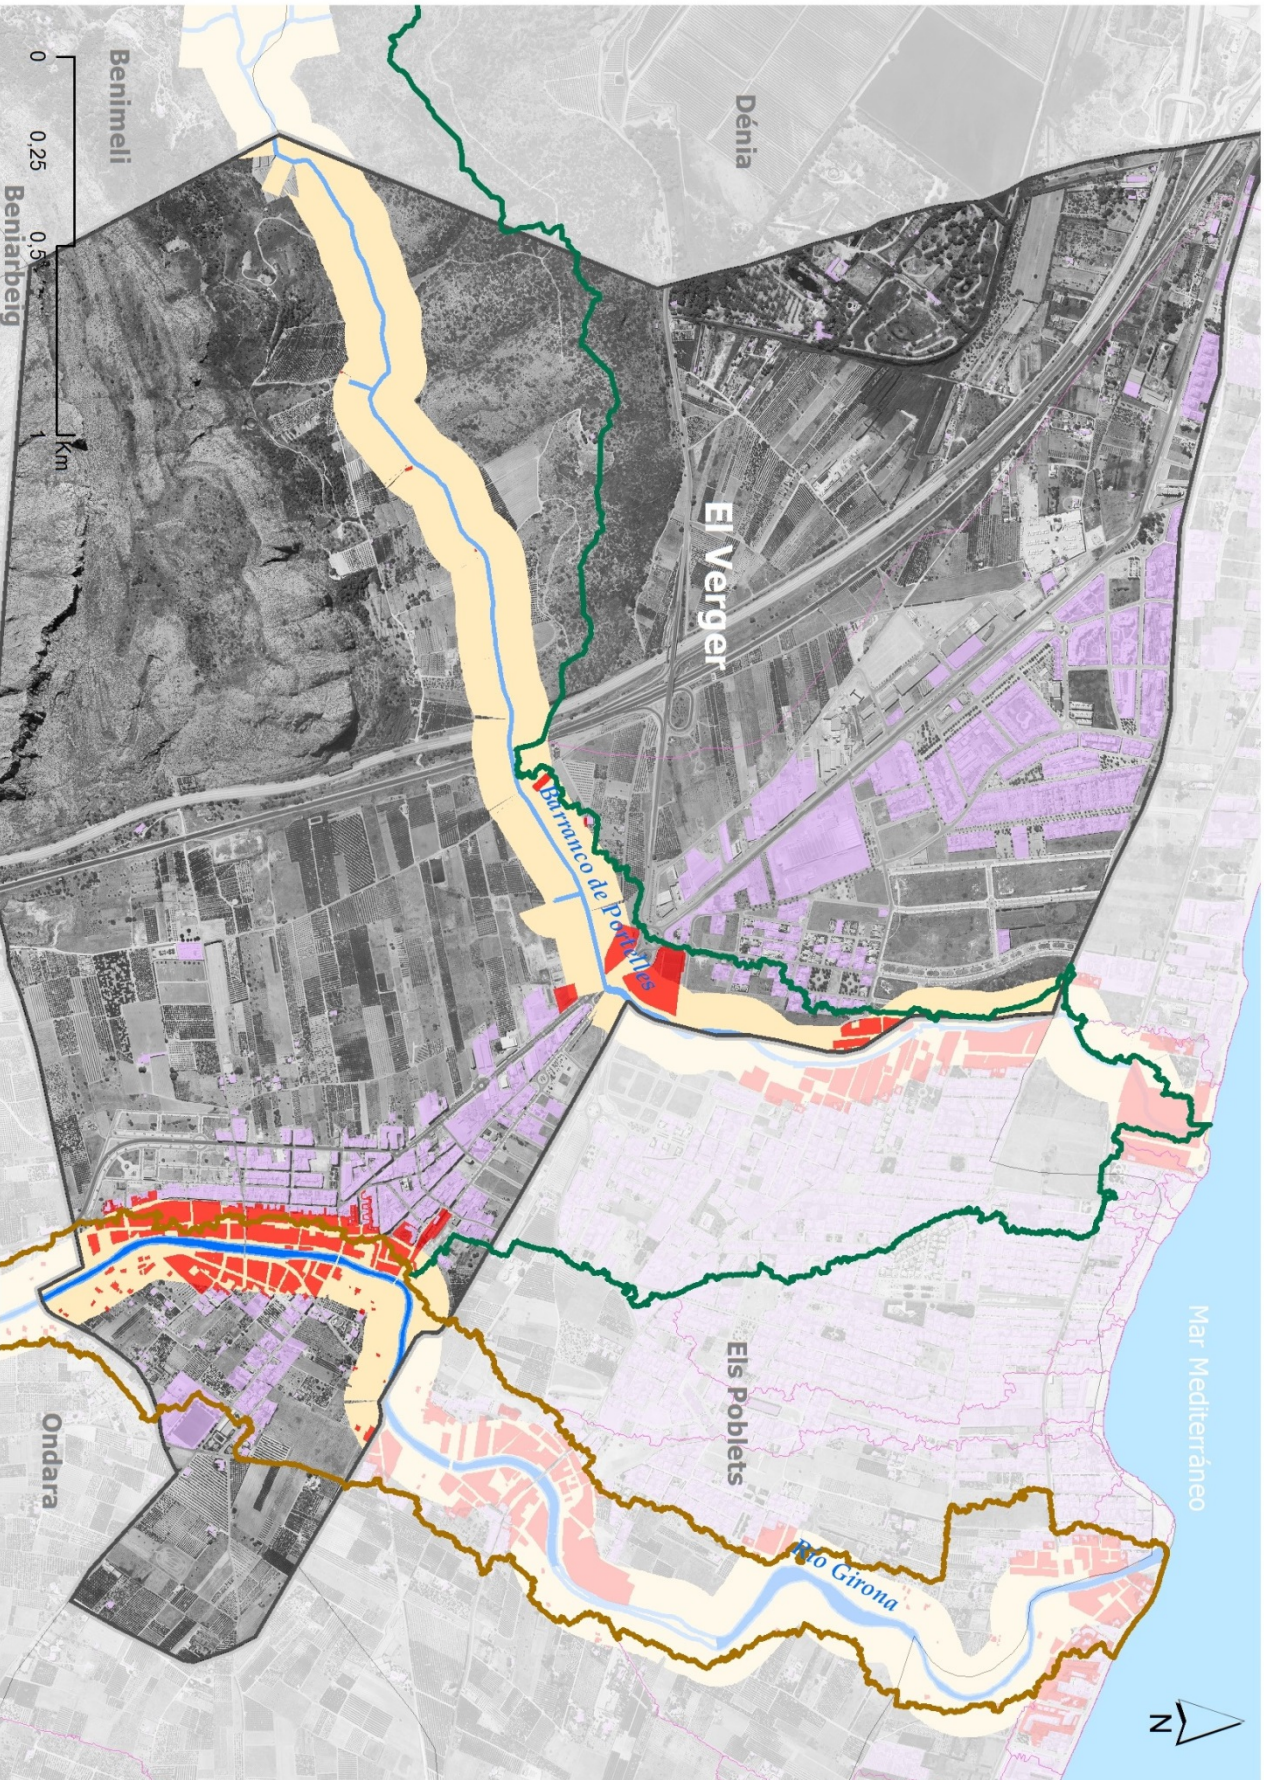 Mar Mediterráneo
Dénia
El Verger
Els Poblets
Río Girona
Barranco de Portelles
Benimeli
Beniarbeig
Ondara
0
0,25
0,5
1
Km
N